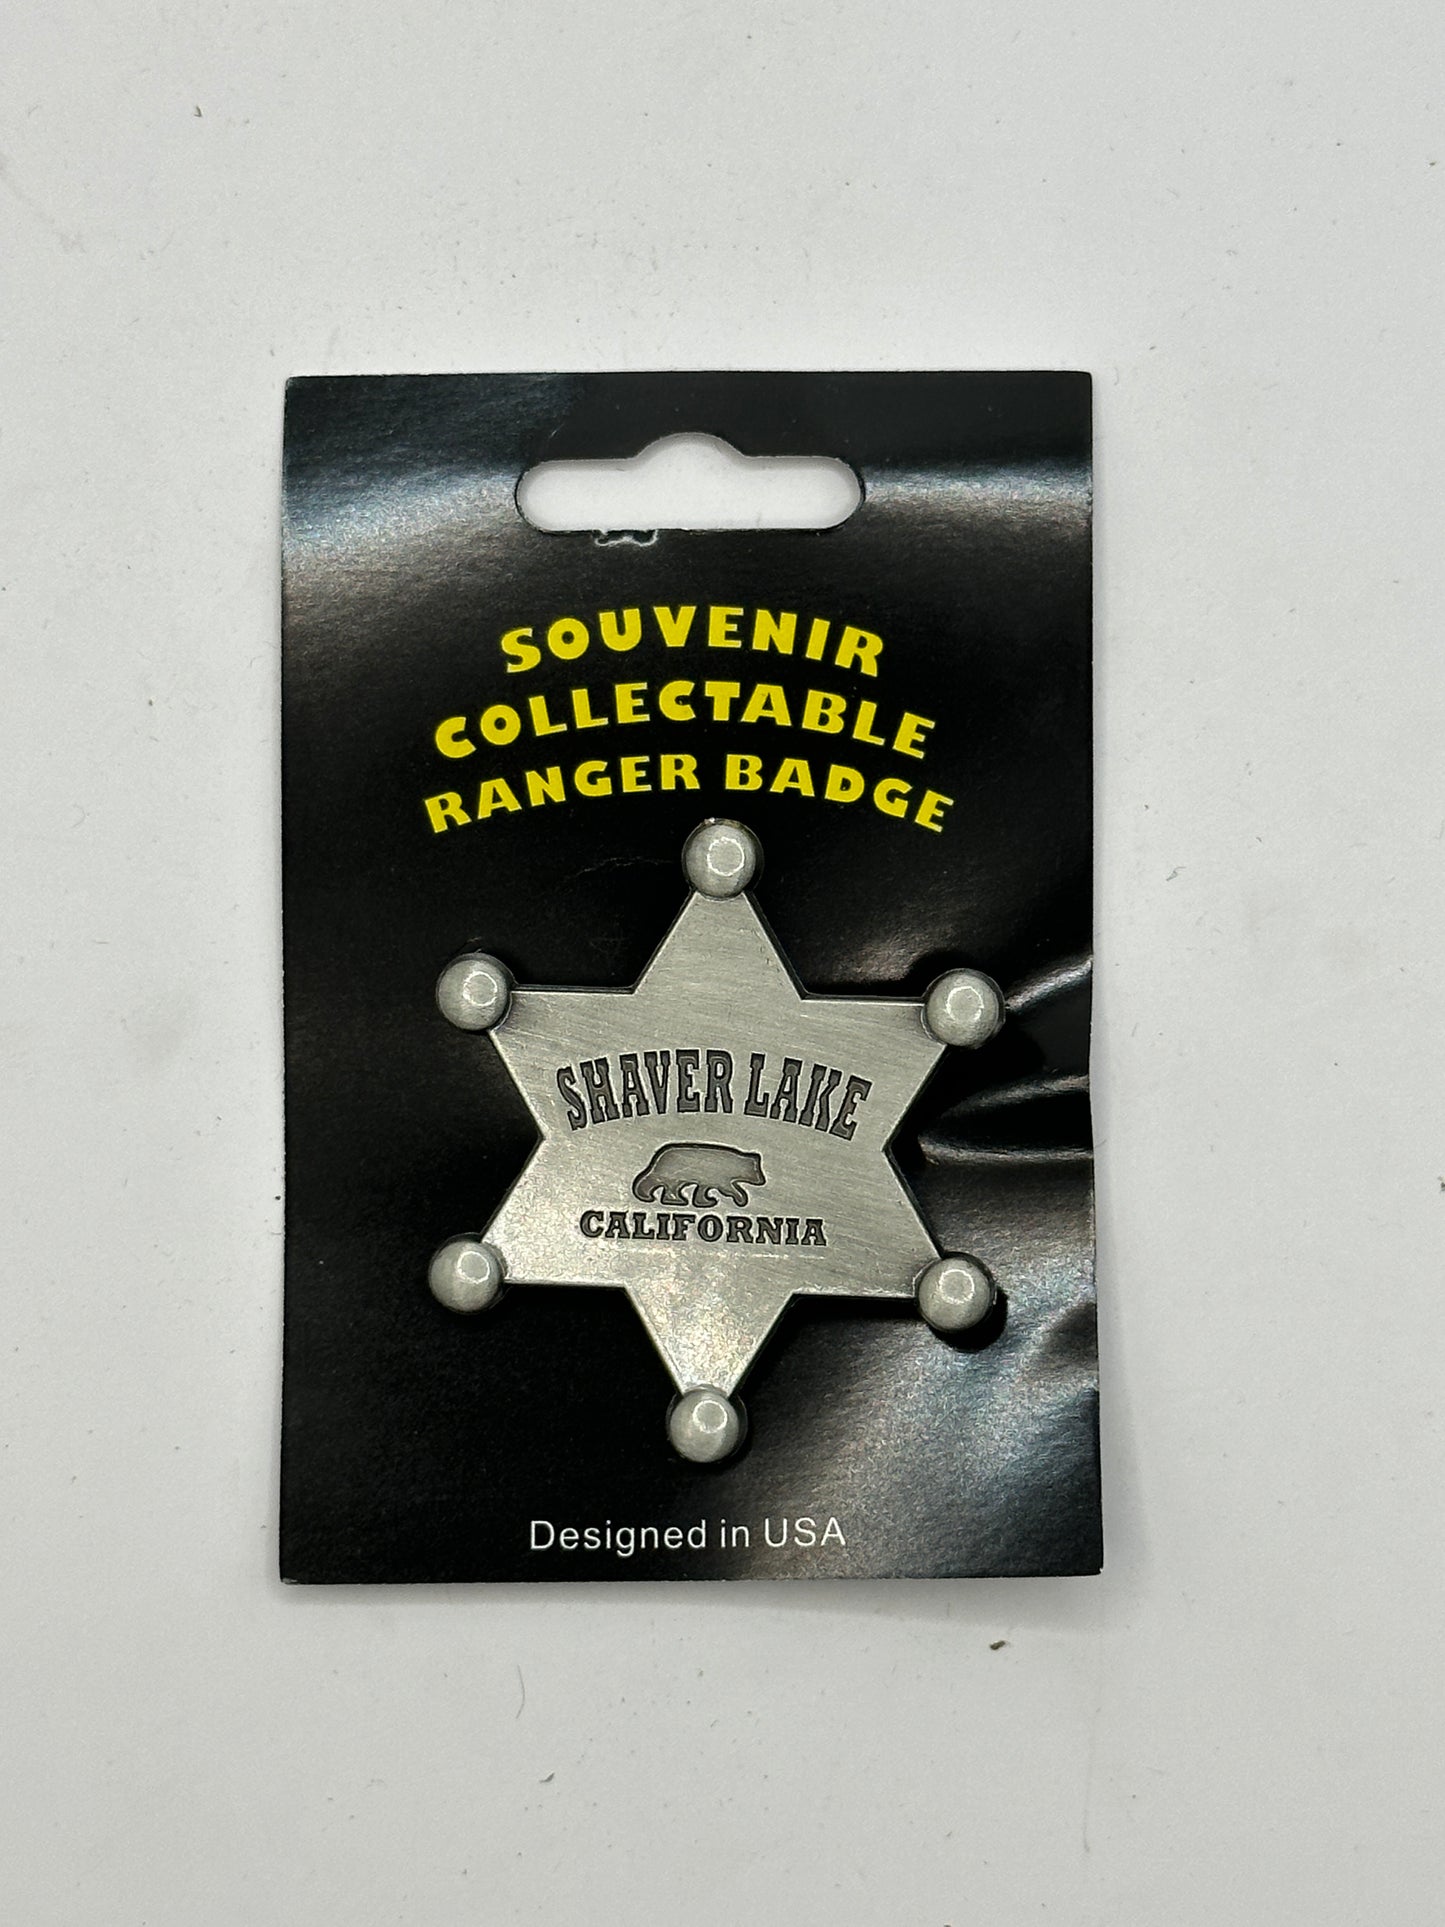 SOUVENIR
COLLECTABLE
RANGER BADGE
SHAVER LAKE
CALIFORNIA
Designed in USA